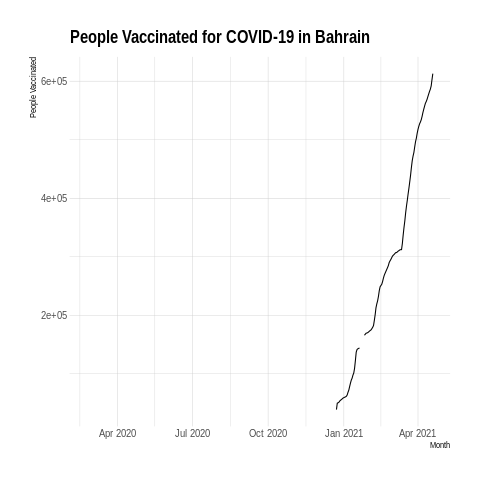 People Vaccinated for COVID-19 in Bahrain
People Vaccinated
6e+05
4e+05
2e+05
Apr 2020 Jul 2020 Oct 2020 Jan 2021 Apr 2021
Month